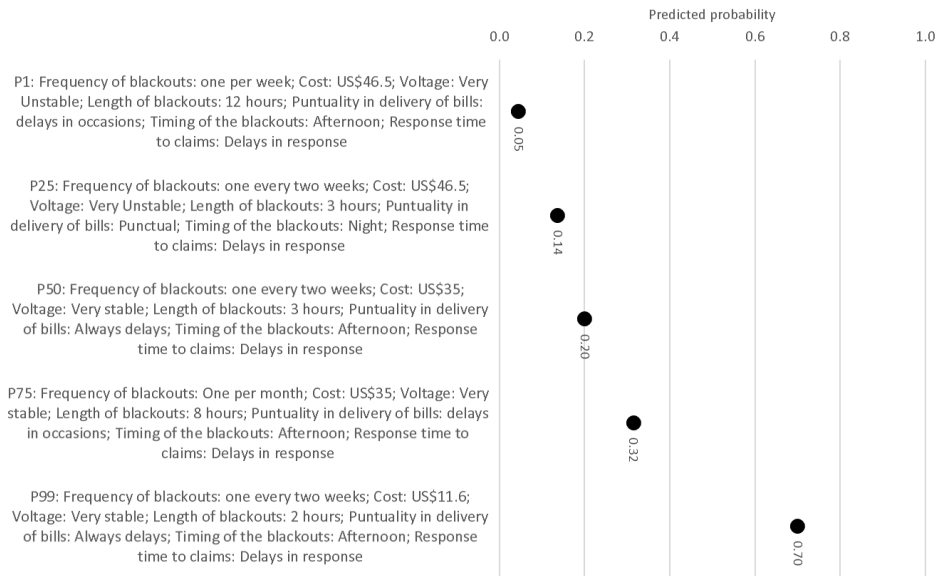 Predicted probability
0.0 0.2 0.4 0.6 0.8 1.0
P1: Frequency of blackouts: one per week; Cost: US$46.5; Voltage: Very
Unstable; Length of blackouts: 12 hours; Puntuality in delivery of bills:
delays in occasions; Timing of the blackouts: Afternoon; Response time
to claims: Delays in response
0.05
P25: Frequency of blackouts: one every two weeks; Cost: US$46.5;
Voltage: Very Unstable; Length of blackouts: 3 hours; Puntuality in
delivery of bills: Punctual; Timing of the blackouts: Night; Response time
to claims: Delays in response
0.14
P50: Frequency of blackouts: one every two weeks; Cost: US$35;
Voltage: Very stable; Length of blackouts: 3 hours; Puntuality in delivery
of bills: Always delays; Timing of the blackouts: Afternoon; Response
time to claims: Delays in response
0.20
P75: Frequency of blackouts: One per month; Cost: US$35; Voltage: Very
stable; Length of blackouts: 8 hours; Puntuality in delivery of bills: delays
in occasions; Timing of the blackouts: Afternoon; Response time to
claims: Delays in response
0.32
P99: Frequency of blackouts: one every two weeks; Cost: US$11.6;
Voltage: Very stable; Length of blackouts: 2 hours; Puntuality in delivery
of bills: Always delays; Timing of the blackouts: Afternoon; Response
time to claims: Delays in response
0.70